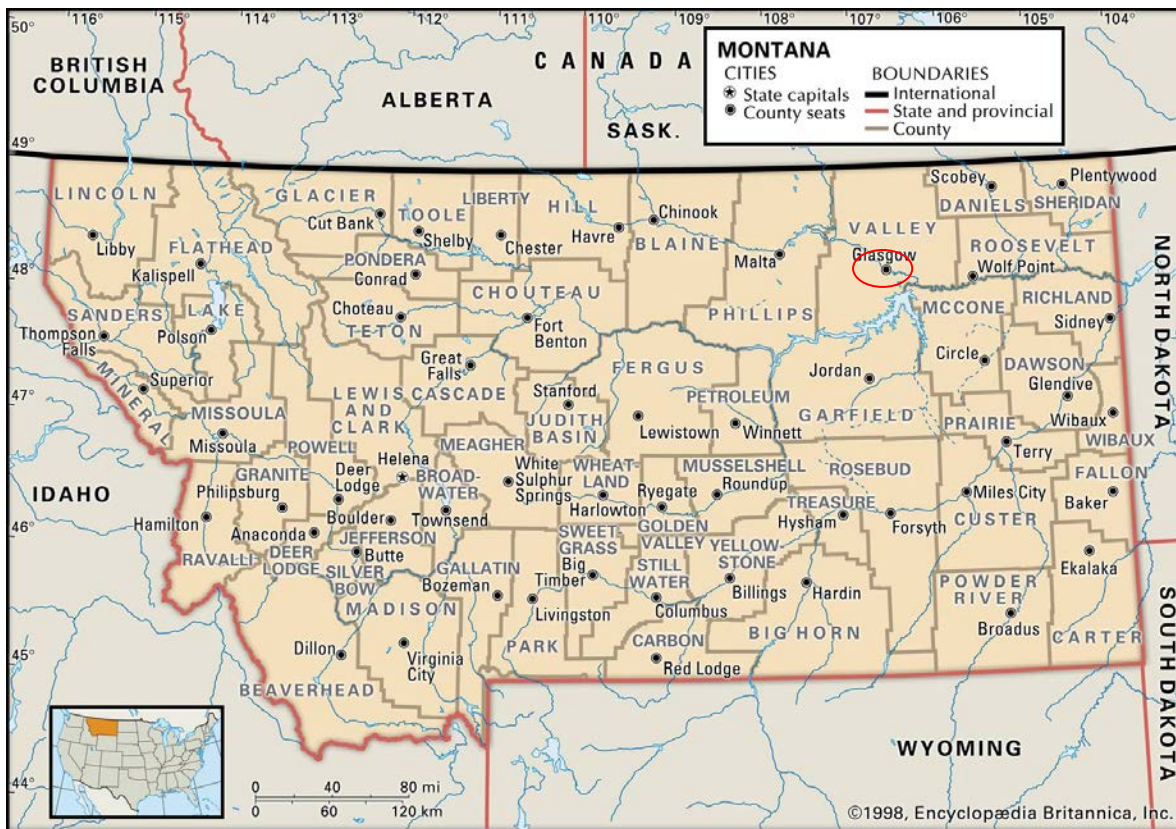 116° 115° 114° 113° 112° 111° 110° 109° 108° 107° 106° 105° 104°
50°
49°
48°
47°
46°
45°
44°
50°
BRITISH
COLUMBIA
ALBERTA
CANADA
SASK.
MONTANA
CITIES
State capitals
County seats
BOUNDARIES
International
State and provincial
County
LINCOLN
Libby
FLATHEAD
Kalispell
GLACIER
Cut Bank
TOOLE
Shelby
LIBERTY
Chester
HILL
Havre
Chinook
BLAINE
Malta
PHILLIPS
VALLEY
Glasgow
Scobey
DANIELS
Plentywood
SHERIDAN
ROOSEVELT
Wolf Point
PONDERA
Conrad
CHOUTEAU
Fort
Benton
Choteau
TETON
SANDERS
Thompson
Falls
LAKE
Polson
MINERAL
Superior
MISSOULA
Missoula
POWELL
LEWIS
AND
CLARK
Helena
Great
Falls
CASCADE
Stanford
JUDITH
BASIN
FERGUS
Lewistown
PETROLEUM
Winnett
Jordan
GARFIELD
MCCONE
Circle
RICHLAND
Sidney
DAWSON
Glendive
Wibaux
WIBAUX
PRAIRIE
Terry
GRANITE
Philipsburg
Deer
Lodge
BROAD-
WATER
Townsend
MEAGHER
White
Sulphur
Springs
WHEAT-
LAND
Harlowton
Ryegate
GOLDEN
VALLEY
MUSSELSHELL
Roundup
ROSEBUD
Forsyth
TREASURE
Hysham
Miles City
CUSTER
FALLON
Baker
IDAHO
Hamilton
RAVALLI
Anaconda
DEER
LODGE
Boulder
JEFFERSON
Butte
SILVER
BOW
GALLATIN
Bozeman
MADISON
Virginia
City
Dillon
BEAVERHEAD
Livingston
PARK
SWEET-
GRASS
Big
Timber
STILL
WATER
Columbus
YELLOW-
STONE
Billings
CARBON
Red Lodge
Hardin
BIG HORN
POWDER
RIVER
Broadus
Ekalaka
CARTER
NORTH DAKOTA
SOUTH DAKOTA
WYOMING
0 40 80 mi
0 60 120 km
©1998, Encyclopædia Britannica, Inc.